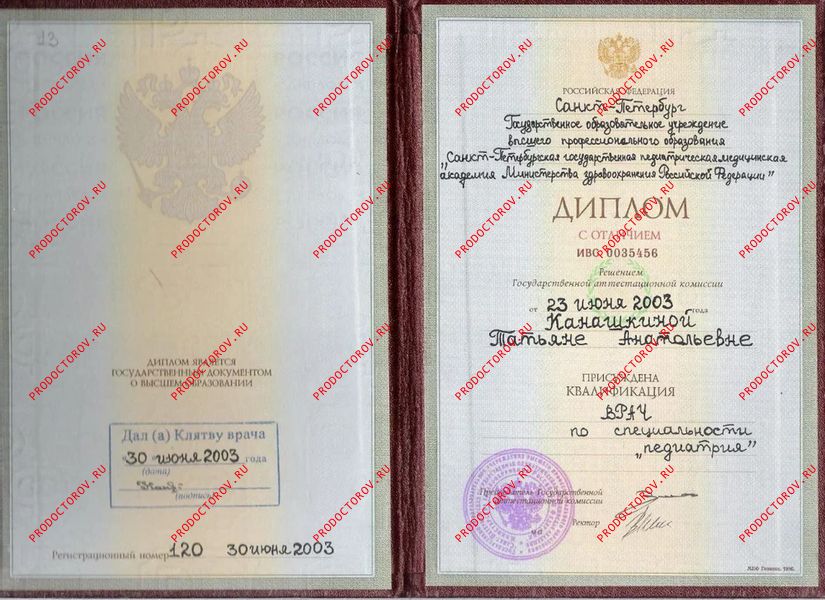 13
ДИПЛОМ ЯВЛЯЕТСЯ
ГОСУДАРСТВЕННЫМ ДОКУМЕНТОМ
О ВЫСШЕМ ОБРАЗОВАНИИ
Дал (а) Клятву врача
"30" июня 2003 года
(дата)
(подпись)
Регистрационный номер 120 30 июня 2003
РОССИЙСКАЯ ФЕДЕРАЦИЯ
Санкт-Петербург
Государственное образовательное учреждение
высшего профессионального образования
„Санкт-Петербургская государственная педиатрическая медицинская
академия Министерства здравоохранения Российской Федерации"
ДИПЛОМ
С ОТЛИЧИЕМ
ИВС 0035456
Решением
Государственной аттестационной комиссии
от 23 июня 2003 года
Канашкиной
Татьяне Анатольевне
ПРИСУЖДЕНА
КВАЛИФИКАЦИЯ
ВРАЧ
по специальности
„педиатрия"
Председатель Государственной
аттестационной комиссии
Ректор
PRODOCTOROV.RU